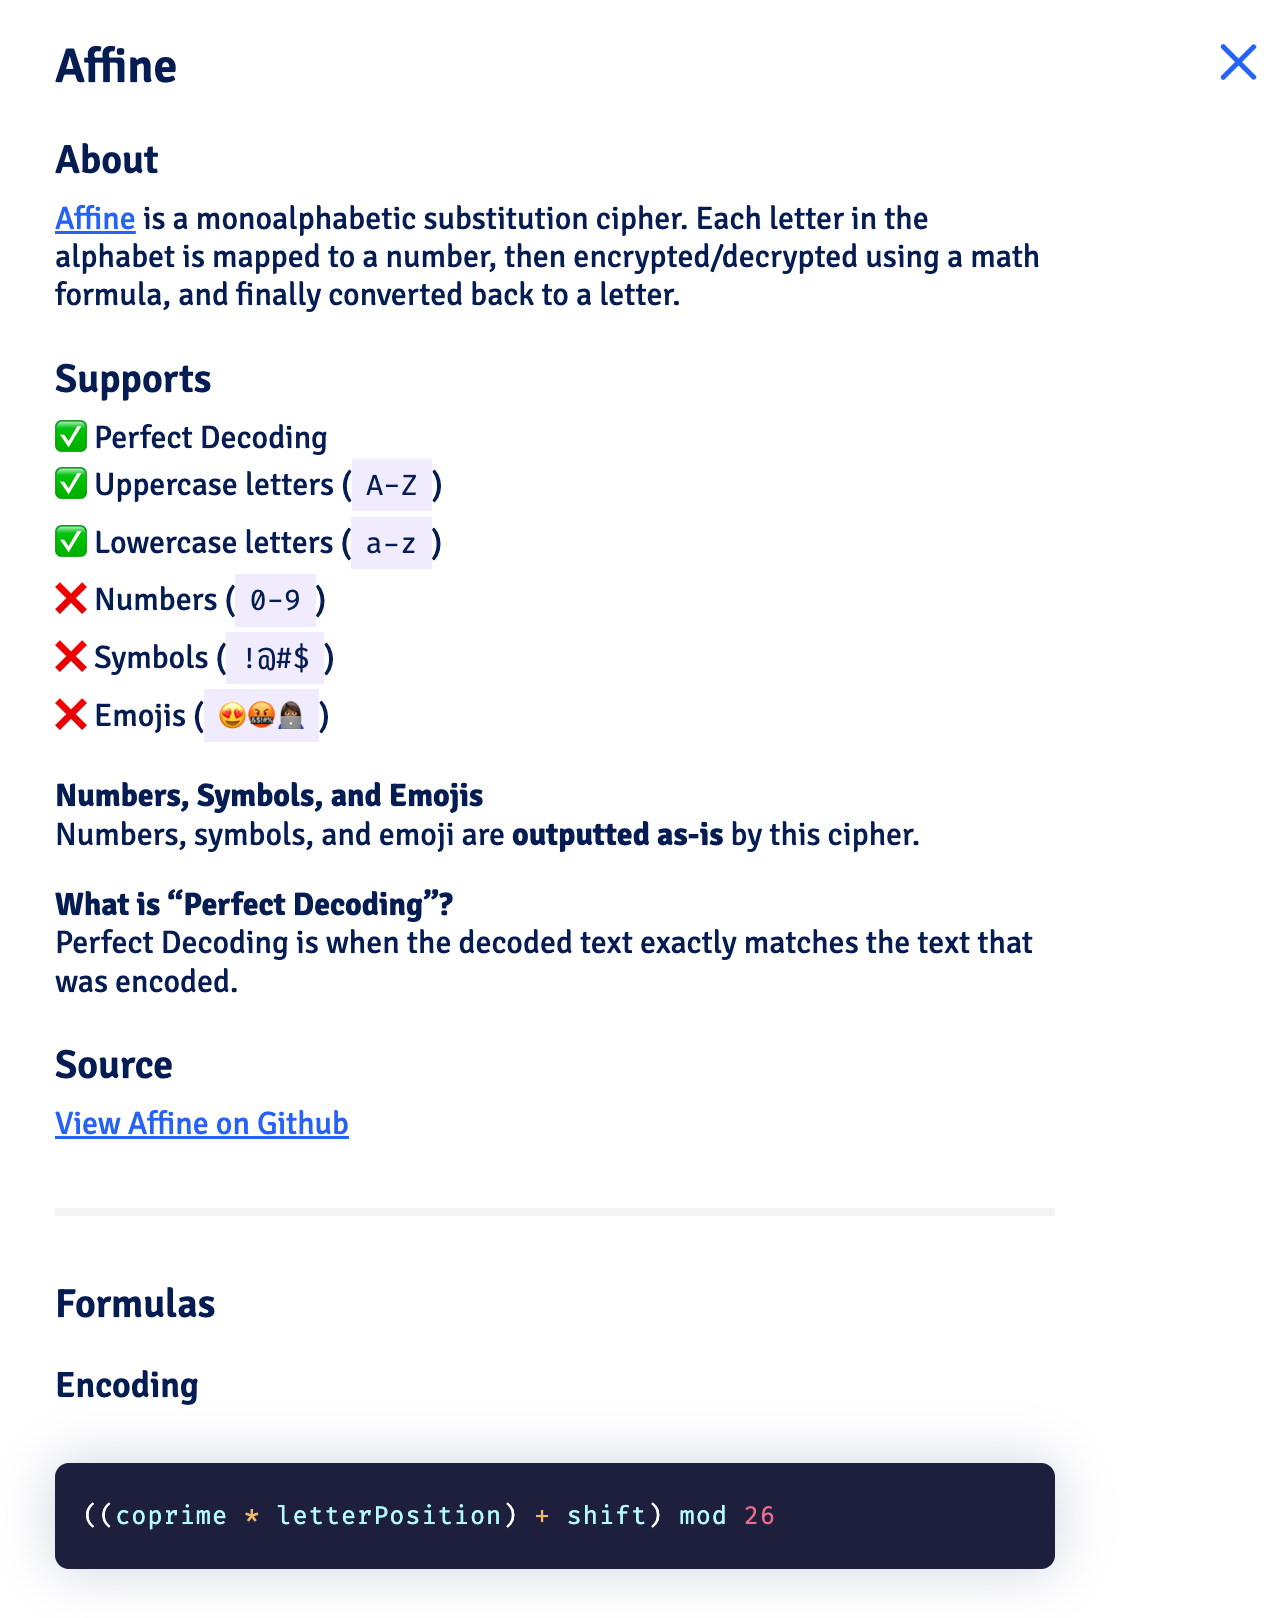 Affine
About
Affine is a monoalphabetic substitution cipher. Each letter in the
alphabet is mapped to a number, then encrypted/decrypted using a math
formula, and finally converted back to a letter.
Supports
✅ Perfect Decoding
✅ Uppercase letters ( A-Z )
✅ Lowercase letters ( a-z )
❌ Numbers ( 0-9 )
❌ Symbols ( !@#$ )
❌ Emojis ( 😍🤬👩🏾‍💻 )
Numbers, Symbols, and Emojis
Numbers, symbols, and emoji are outputted as-is by this cipher.
What is “Perfect Decoding”?
Perfect Decoding is when the decoded text exactly matches the text that
was encoded.
Source
View Affine on Github
Formulas
Encoding
((coprime * letterPosition) + shift) mod 26